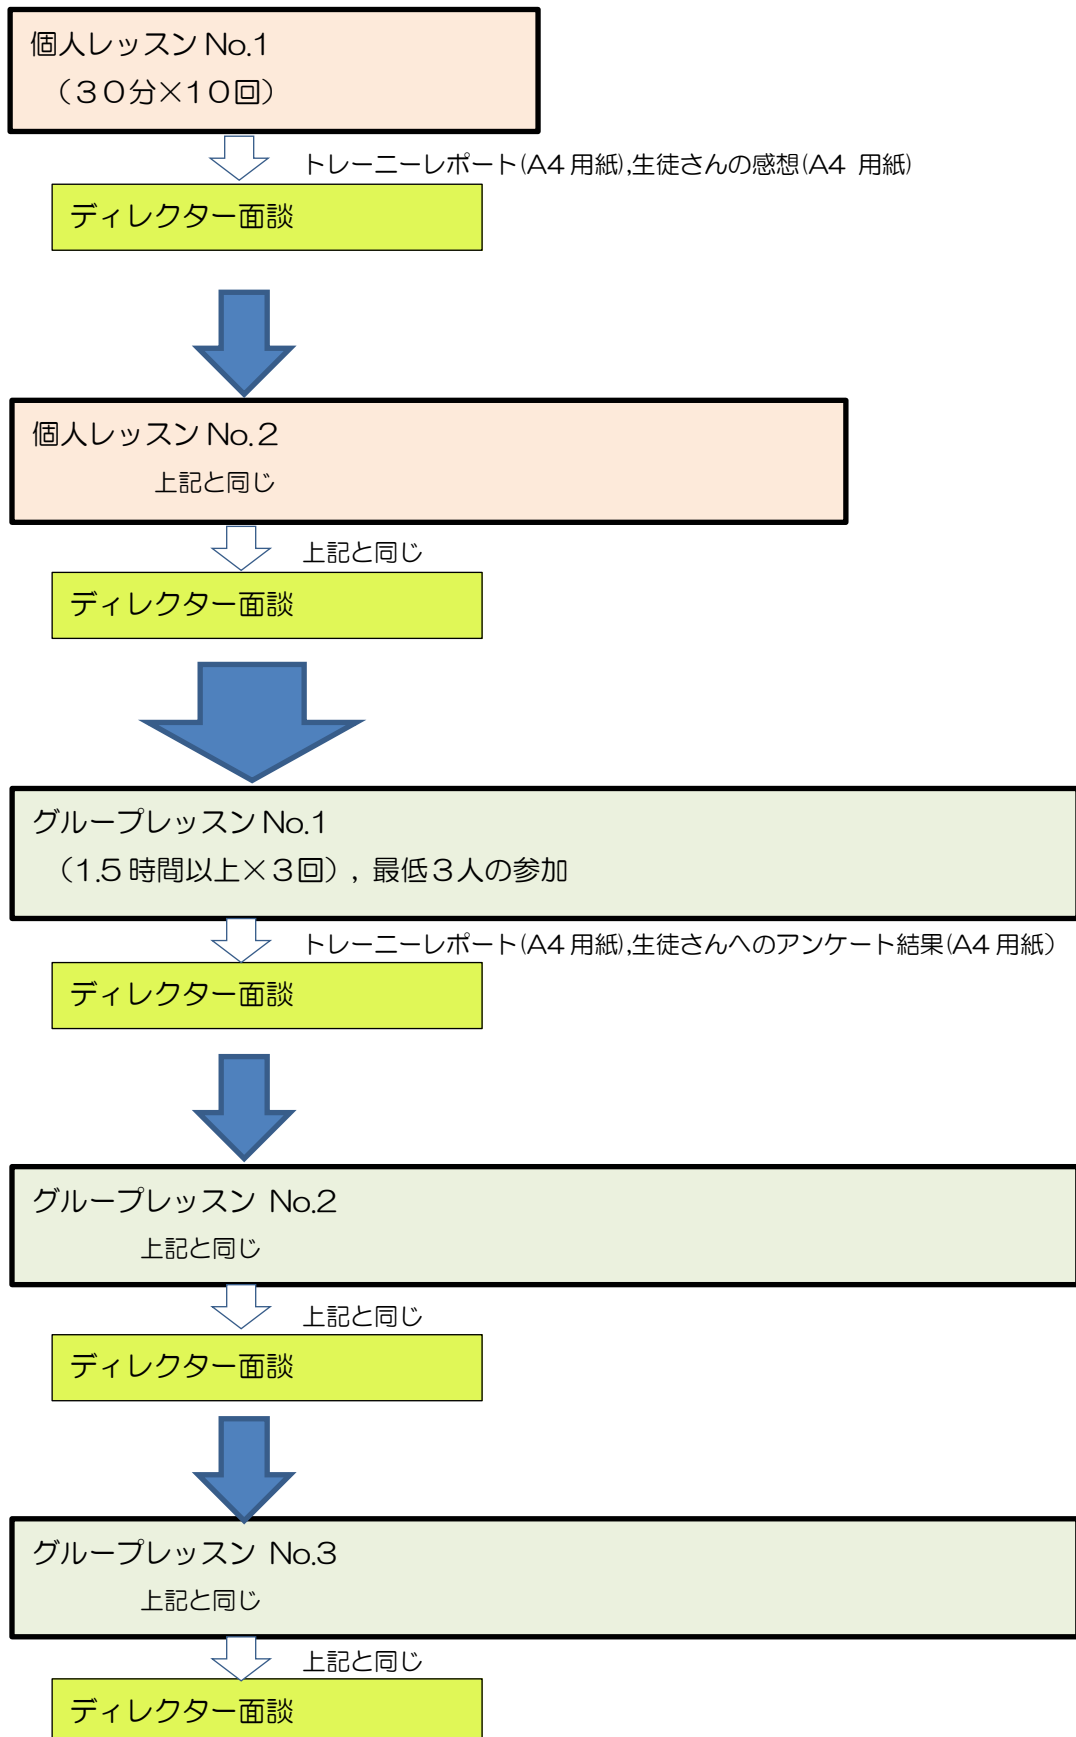 個人レッスン No.1
（３０分×１０回）
トレーニーレポート(A4 用紙),生徒さんの感想(A4 用紙)
ディレクター面談
個人レッスン No.２
上記と同じ
上記と同じ
ディレクター面談
グループレッスン No.1
（1.5 時間以上×３回）, 最低３人の参加
トレーニーレポート(A4 用紙),生徒さんへのアンケート結果(A4 用紙）
ディレクター面談
グループレッスン No.2
上記と同じ
上記と同じ
ディレクター面談
グループレッスン No.3
上記と同じ
上記と同じ
ディレクター面談